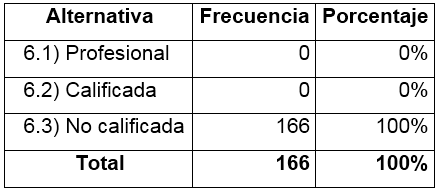 Alternativa Frecuencia Porcentaje
6.1) Profesional 0 0%
6.2) Calificada 0 0%
6.3) No calificada 166 100%
Total 166 100%